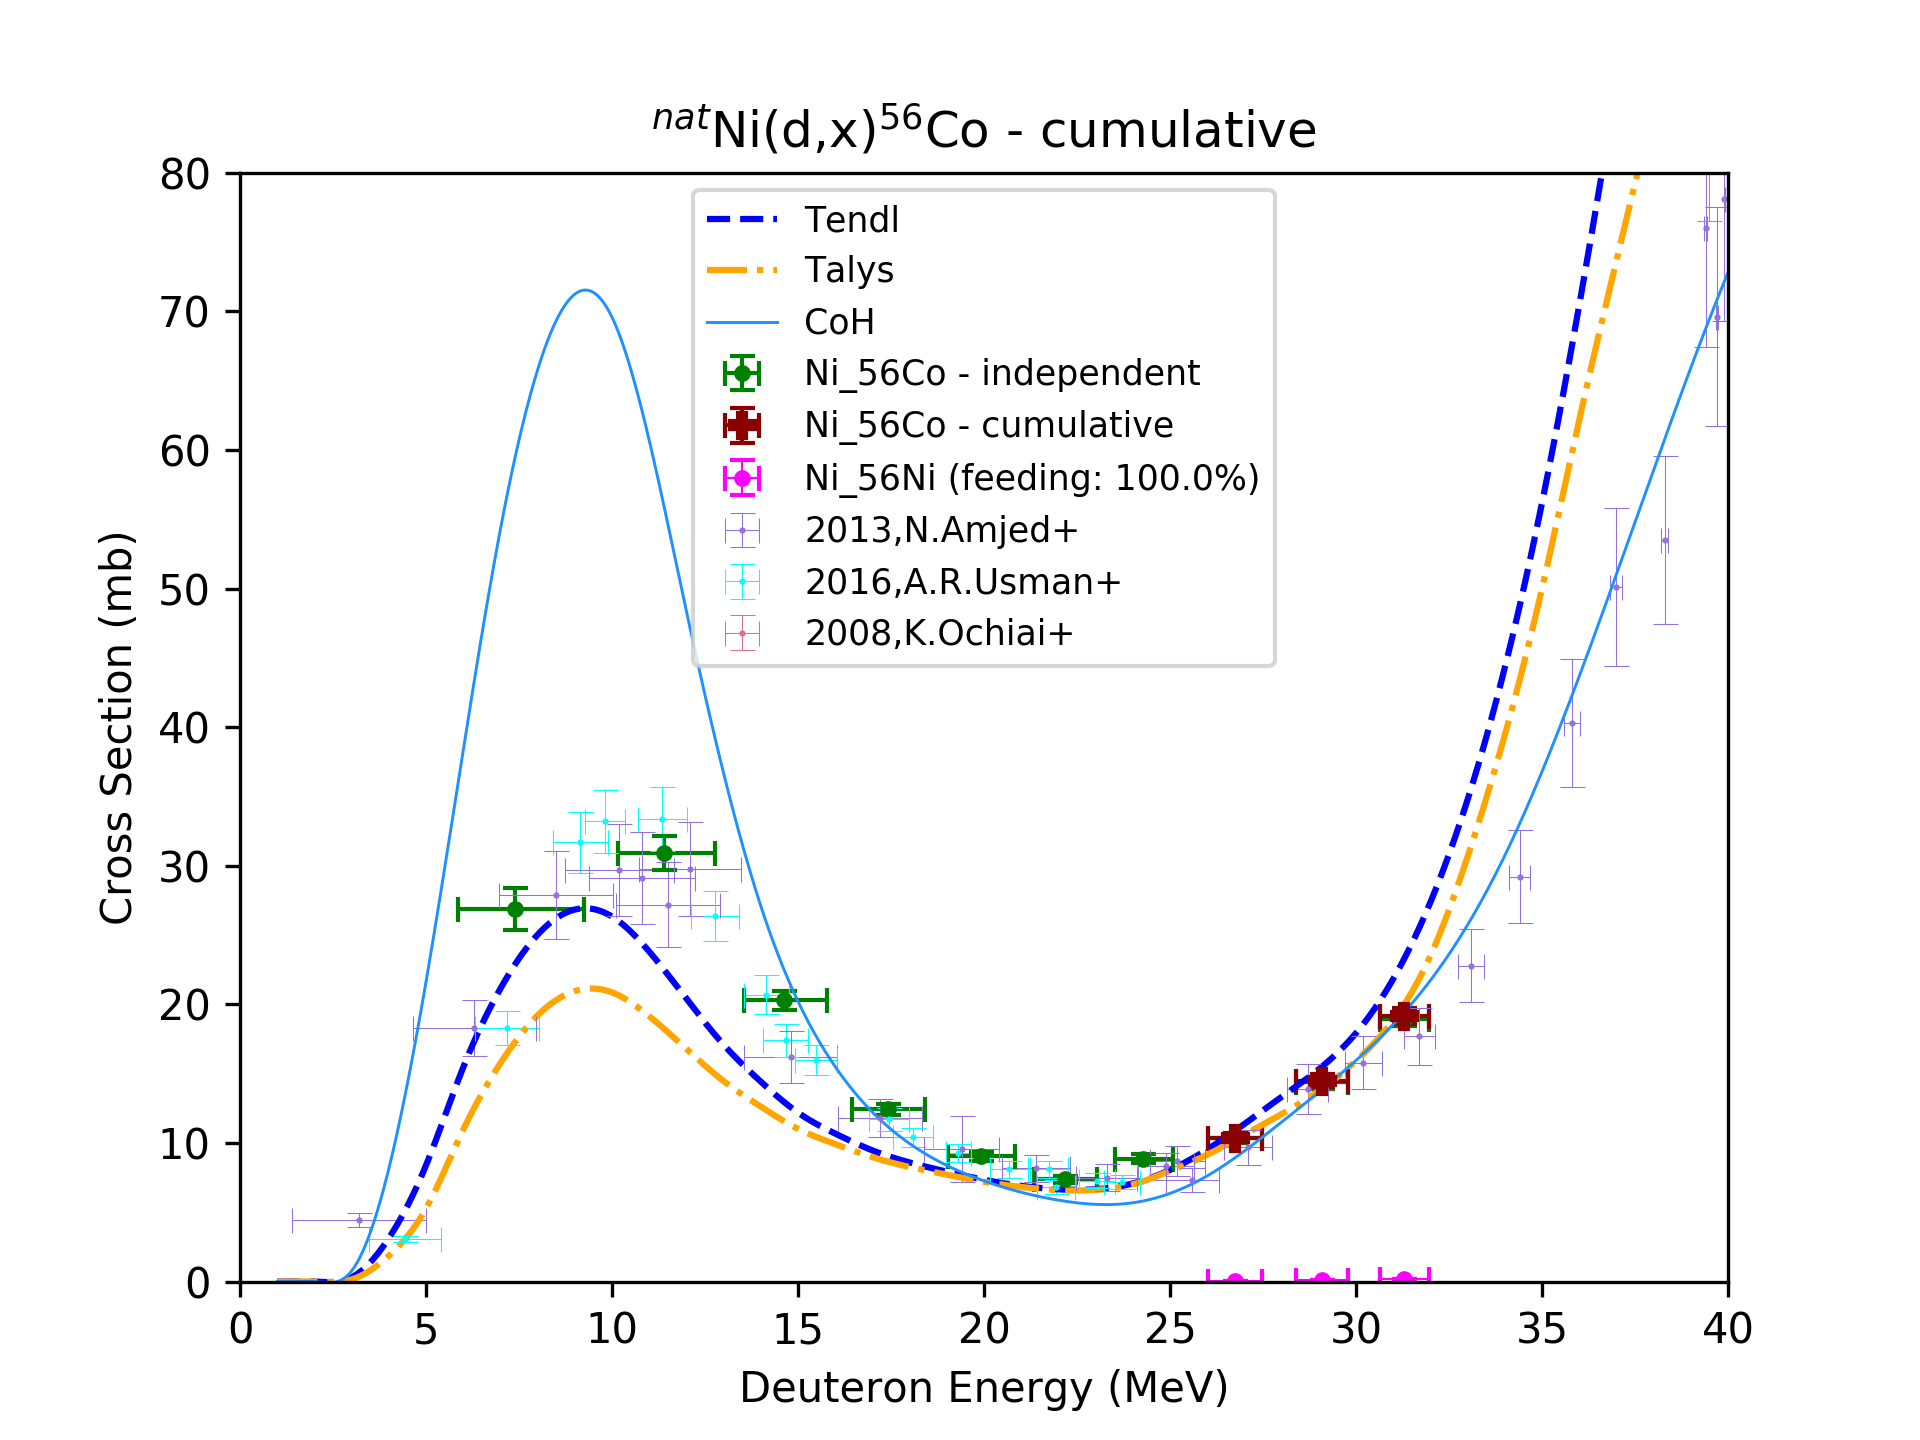 natNi(d,x)56Co - cumulative
80
70
60
50
40
30
20
10
0
Cross Section (mb)
Tendl
Talys
CoH
Ni_56Co - independent
Ni_56Co - cumulative
Ni_56Ni (feeding: 100.0%)
2013,N.Amjed+
2016,A.R.Usman+
2008,K.Ochiai+
0 5 10 15 20 25 30 35 40
Deuteron Energy (MeV)